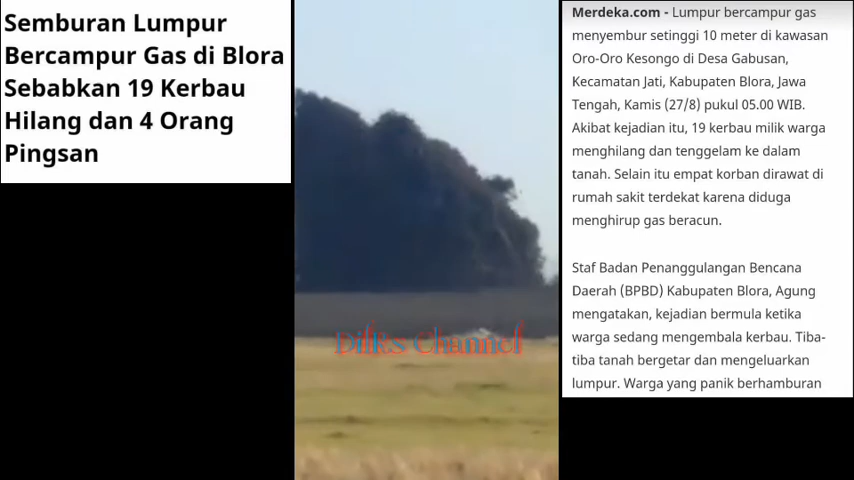 Semburan Lumpur
Bercampur Gas di Blora
Sebabkan 19 Kerbau
Hilang dan 4 Orang
Pingsan
Difks Channel
Merdeka.com - Lumpur bercampur gas
menyembur setinggi 10 meter di kawasan
Oro-Oro Kesongo di Desa Gabusan,
Kecamatan Jati, Kabupaten Blora, Jawa
Tengah, Kamis (27/8) pukul 05.00 WIB.
Akibat kejadian itu, 19 kerbau milik warga
menghilang dan tenggelam ke dalam
tanah. Selain itu empat korban dirawat di
rumah sakit terdekat karena diduga
menghirup gas beracun.
Staf Badan Penanggulangan Bencana
Daerah (BPBD) Kabupaten Blora, Agung
mengatakan, kejadian bermula ketika
warga sedang mengembala kerbau. Tiba-
tiba tanah bergetar dan mengeluarkan
lumpur. Warga yang panik berhamburan